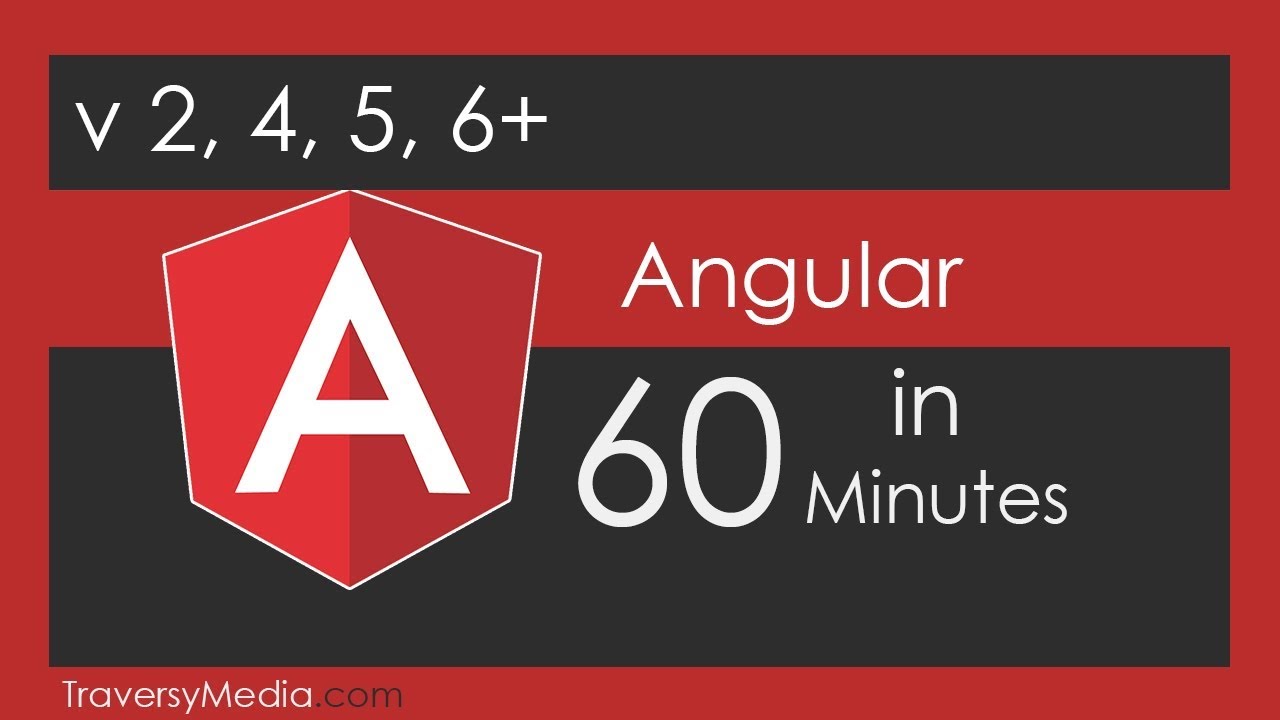 v 2, 4, 5, 6+
A
Angular
60 in
Minutes
TraversyMedia.com